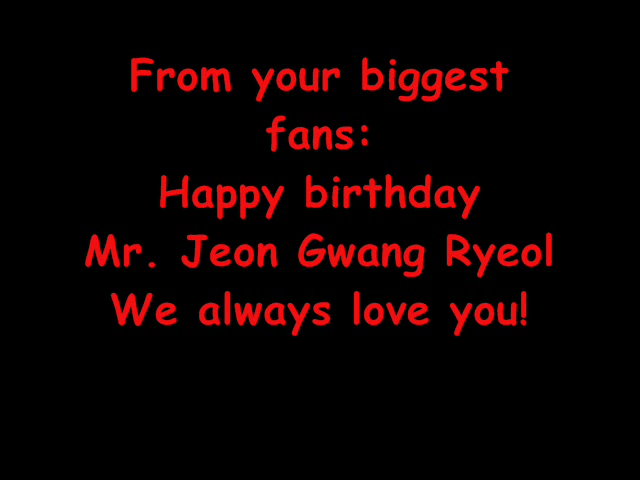 From your biggest
fans:
Happy birthday
Mr. Jeon Gwang Ryeol
We always love you!